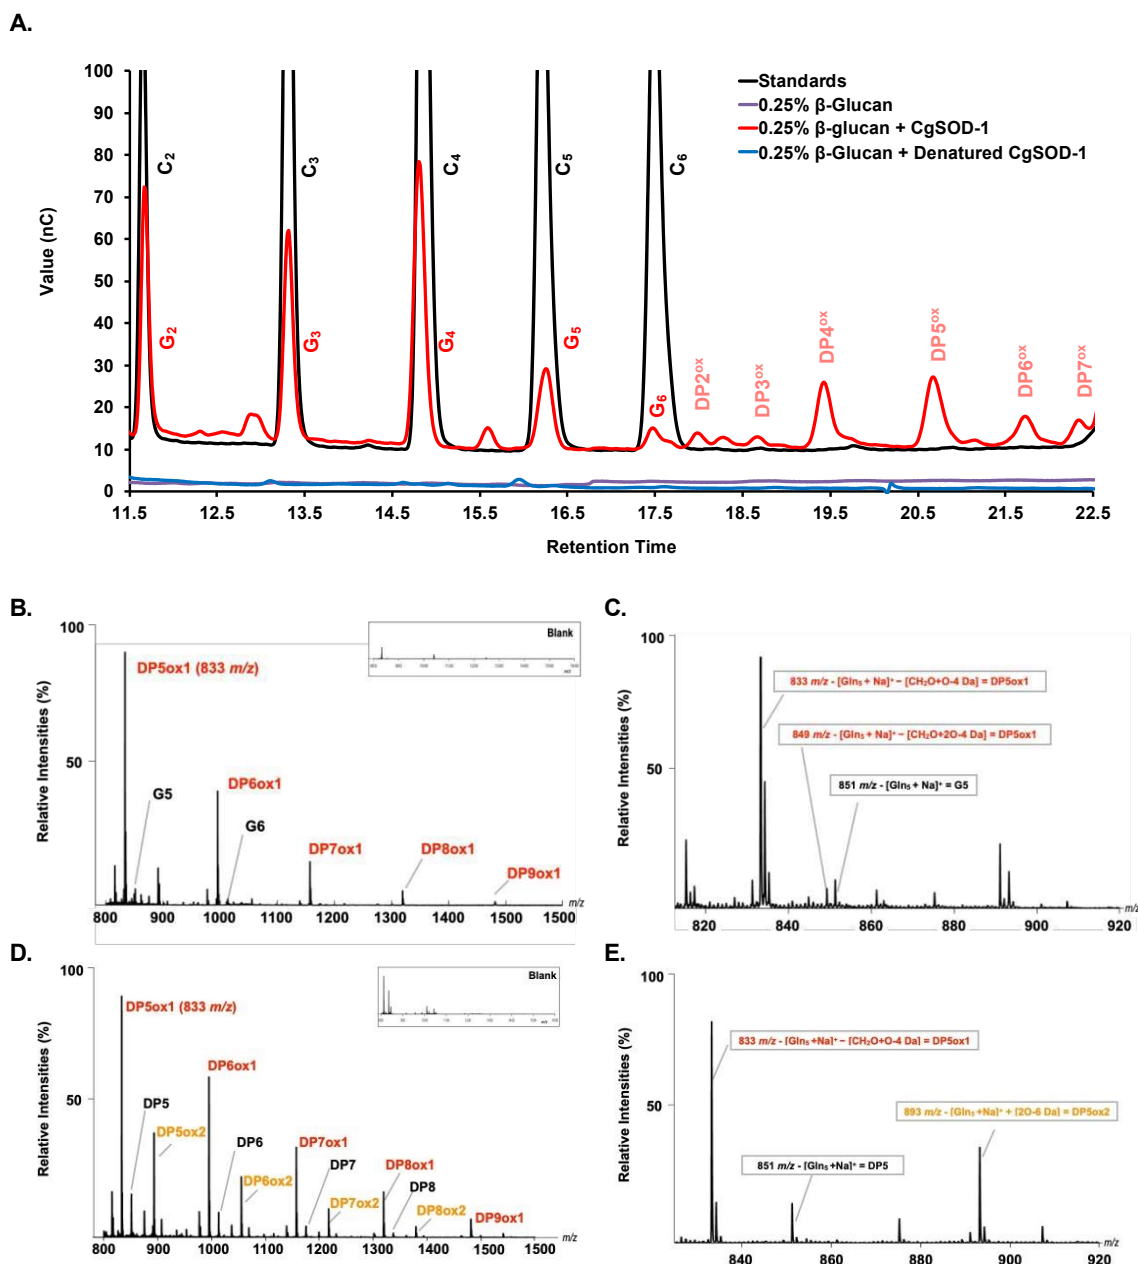 A.
100
90
80
70
60
50
40
30
20
10
0
Value (nC)
11.5 12.5 13.5 14.5 15.5 16.5 17.5 18.5 19.5 20.5 21.5 22.5
Retention Time
Standards
0.25% β-Glucan
0.25% β-glucan + CgSOD-1
0.25% β-Glucan + Denatured CgSOD-1
C₂
C₃
C₄
C₅
C₆
G₂
G₃
G₄
G₅
G₆
DP2ᵒˣ
DP3ᵒˣ
DP4ᵒˣ
DP5ᵒˣ
DP6ᵒˣ
DP7ᵒˣ
B.
100
50
Relative Intensities (%)
Blank
DP5ox1 (833 m/z)
G5
DP6ox1
G6
DP7ox1
DP8ox1
DP9ox1
800 900 1000 1100 1200 1300 1400 1500 1500 m/z
C.
100
50
Relative Intensities (%)
833 m/z - [Gln₅ + Na]⁺ – [CH₂O+O-4 Da] = DP5ox1
849 m/z - [Gln₅ + Na]⁺ – [CH₂O+2O-4 Da] = DP5ox1
851 m/z - [Gln₅ + Na]⁺ = G5
820 840 860 880 900 920 m/z
D.
100
50
Relative Intensities (%)
Blank
DP5ox1 (833 m/z)
DP6ox1
DP5
DP5ox2
DP6
DP6ox2
DP7ox1
DP7
DP7ox2
DP8ox1
DP8
DP8ox2
DP9ox1
800 900 1000 1100 1200 1300 1400 1500 m/z
E.
100
50
Relative Intensities (%)
833 m/z - [Gln₅ +Na]⁺ – [CH₂O+O-4 Da] = DP5ox1
893 m/z - [Gln₅ +Na]⁺ + [2O-6 Da] = DP5ox2
851 m/z - [Gln₅ +Na]⁺ = DP5
840 860 880 900 920 m/z